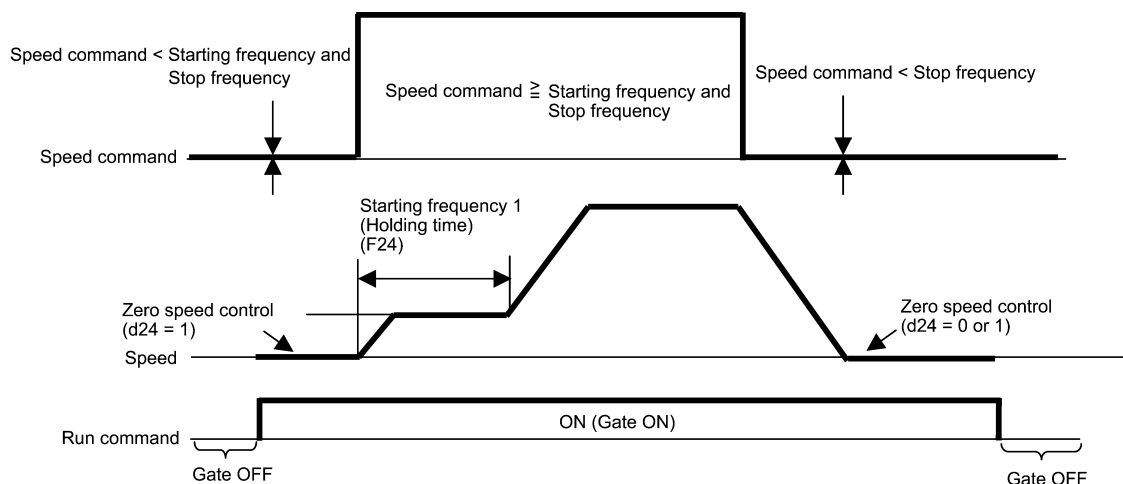 Speed command < Starting frequency and
Stop frequency
Speed command ≧ Starting frequency and
Stop frequency
Speed command < Stop frequency
Speed command
Starting frequency 1
(Holding time)
(F24)
Zero speed control
(d24 = 1)
Zero speed control
(d24 = 0 or 1)
Speed
ON (Gate ON)
Run command
Gate OFF
Gate OFF